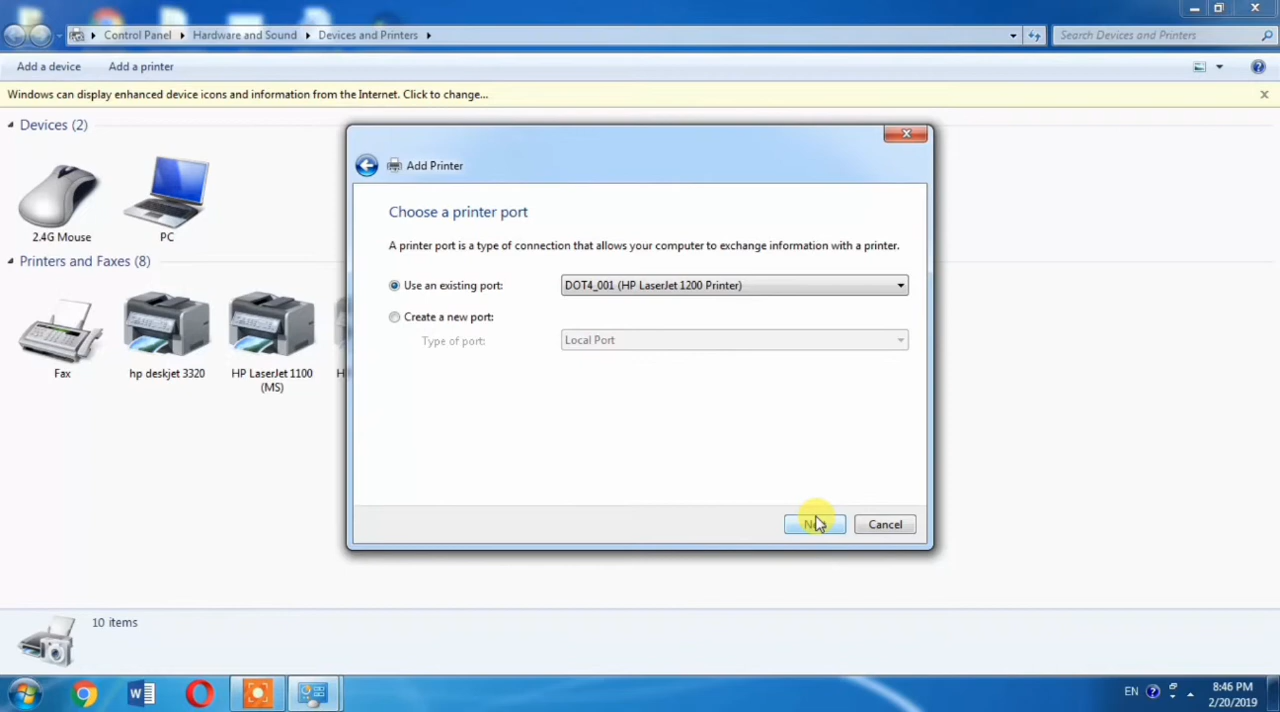 Control Panel Hardware and Sound Devices and Printers Search Devices and Printers
Add a device Add a printer
Windows can display enhanced device icons and information from the Internet. Click to change...
Devices (2)
2.4G Mouse
PC
Printers and Faxes (8)
Fax
hp deskjet 3320
HP LaserJet 1100
(MS)
Add Printer
Choose a printer port
A printer port is a type of connection that allows your computer to exchange information with a printer.
Use an existing port: DOT4_001 (HP LaserJet 1200 Printer)
Create a new port:
Type of port: Local Port
Cancel
10 items
EN
8:46 PM
2/20/2019